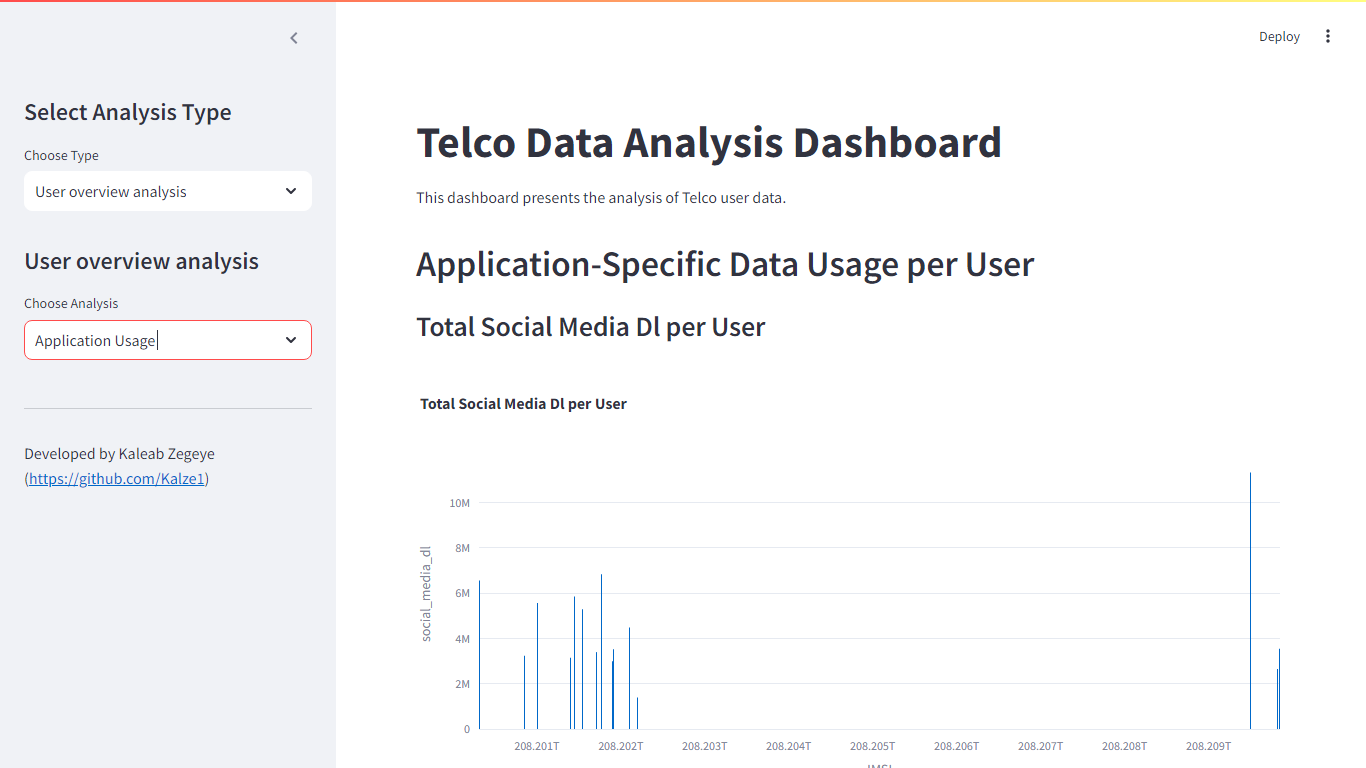 Deploy
Select Analysis Type
Choose Type
User overview analysis
User overview analysis
Choose Analysis
Application Usage
Developed by Kaleab Zegeye
(https://github.com/Kalze1)
Telco Data Analysis Dashboard
This dashboard presents the analysis of Telco user data.
Application-Specific Data Usage per User
Total Social Media Dl per User
Total Social Media Dl per User
social_media_dl
10M
8M
6M
4M
2M
0
208.201T 208.202T 208.203T 208.204T 208.205T 208.206T 208.207T 208.208T 208.209T